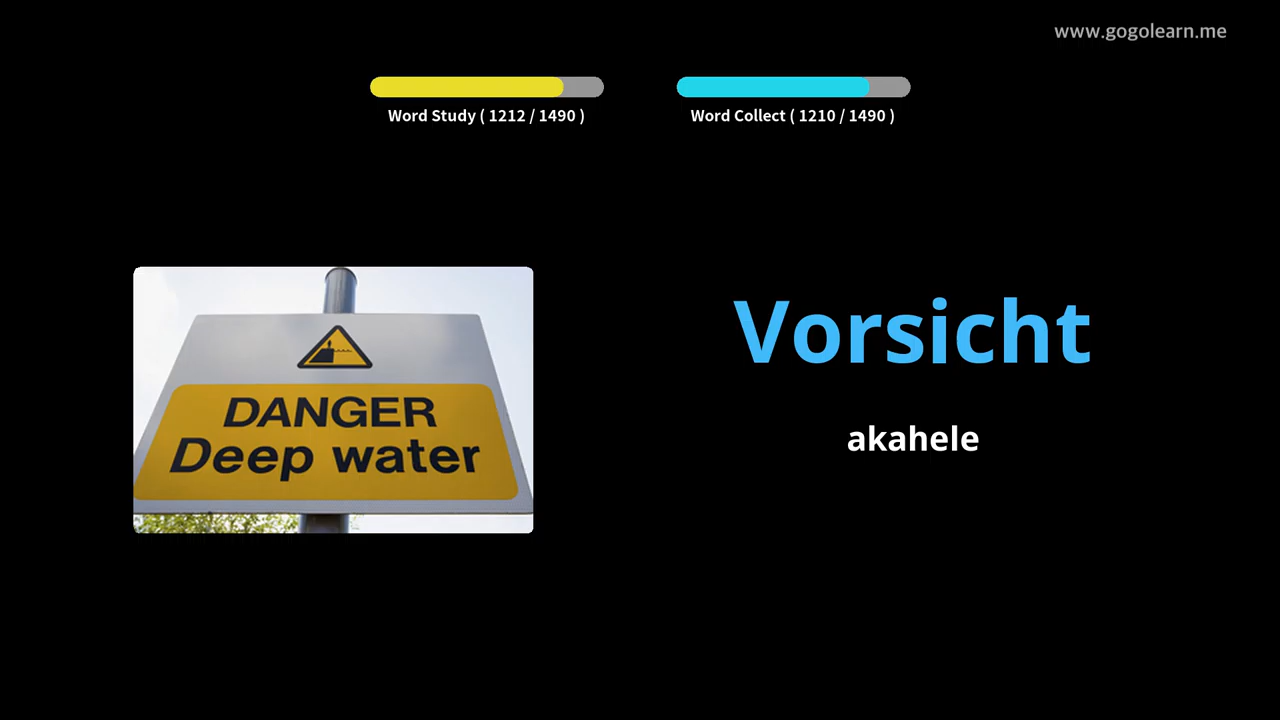 www.gogolearn.me
Word Study ( 1212 / 1490 )
Word Collect ( 1210 / 1490 )
DANGER
Deep water
Vorsicht
akahele